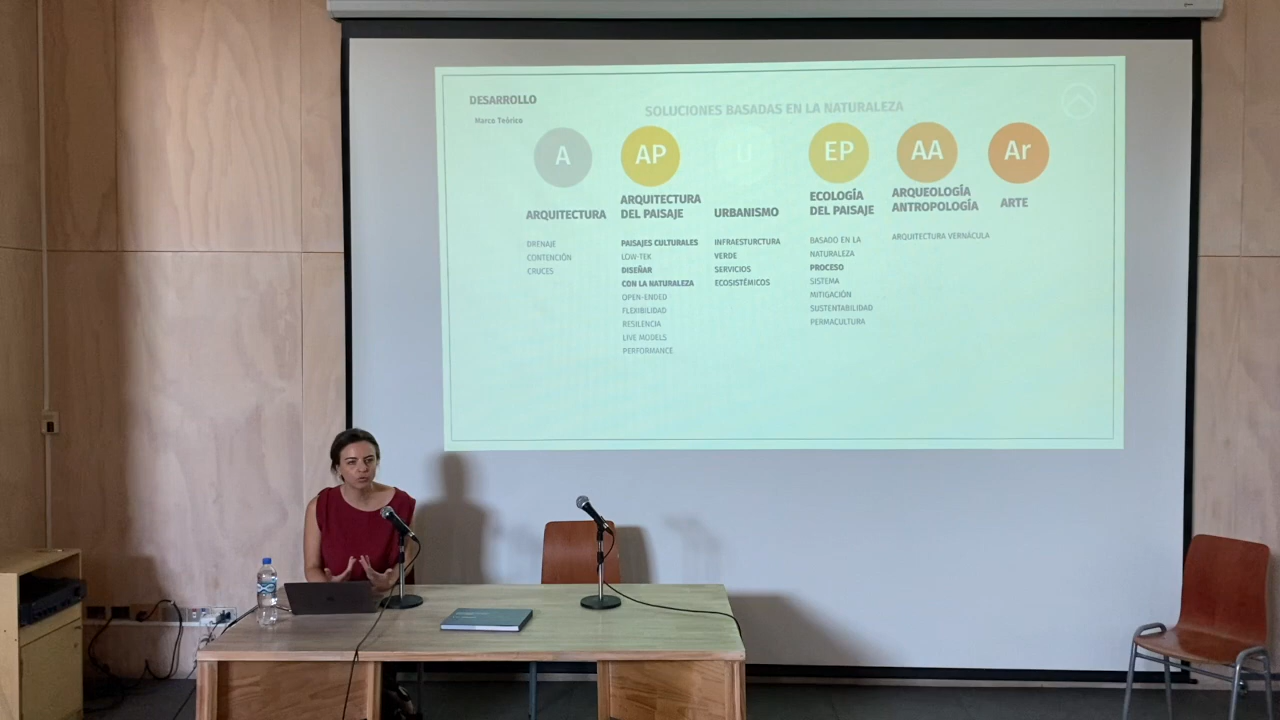 DESARROLLO
Marco Teórico
SOLUCIONES BASADAS EN LA NATURALEZA
A
ARQUITECTURA
DRENAJE
CONTENCIÓN
CRUCES
AP
ARQUITECTURA
DEL PAISAJE
PAISAJES CULTURALES
LOW-TEK
DISEÑAR
CON LA NATURALEZA
OPEN-ENDED
FLEXIBILIDAD
RESILENCIA
LIVE MODELS
PERFORMANCE
U
URBANISMO
INFRAESTURCTURA
VERDE
SERVICIOS
ECOSISTÉMICOS
EP
ECOLOGÍA
DEL PAISAJE
BASADO EN LA
NATURALEZA
PROCESO
SISTEMA
MITIGACIÓN
SUSTENTABILIDAD
PERMACULTURA
AA
ARQUEOLOGÍA
ANTROPOLOGÍA
ARQUITECTURA VERNÁCULA
Ar
ARTE